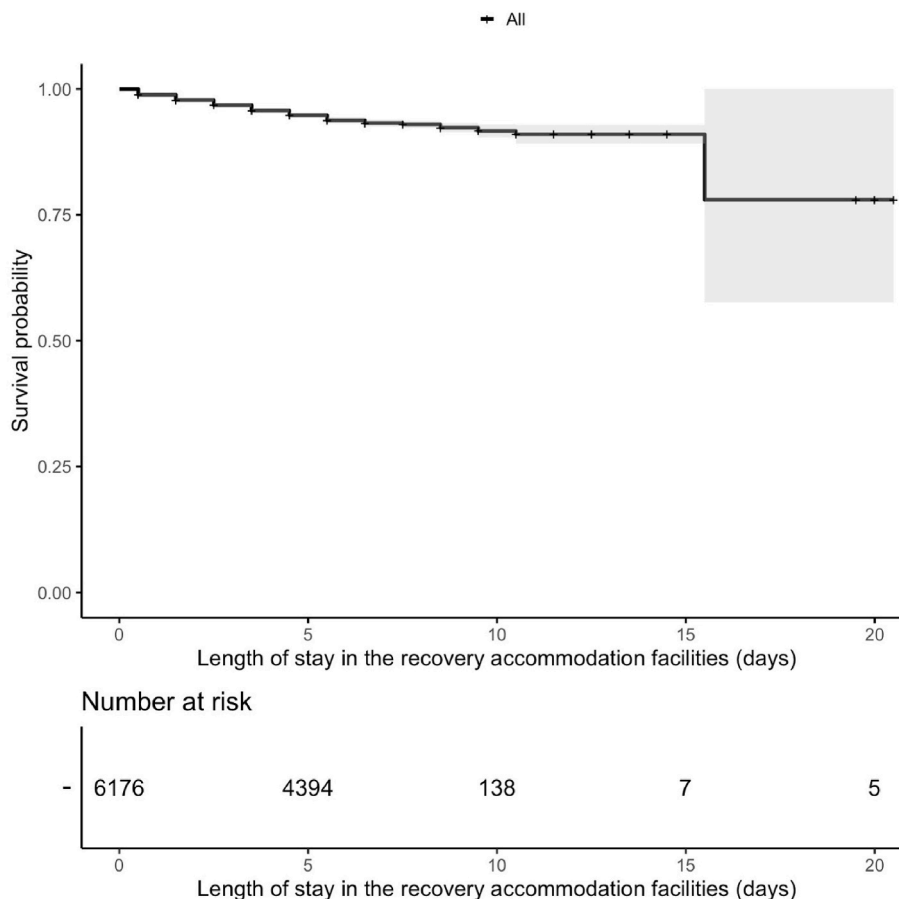 All
1.00
0.75
0.50
0.25
0.00
Survival probability
0 5 10 15 20
Length of stay in the recovery accommodation facilities (days)
Number at risk
- 6176 4394 138 7 5
0 5 10 15 20
Length of stay in the recovery accommodation facilities (days)